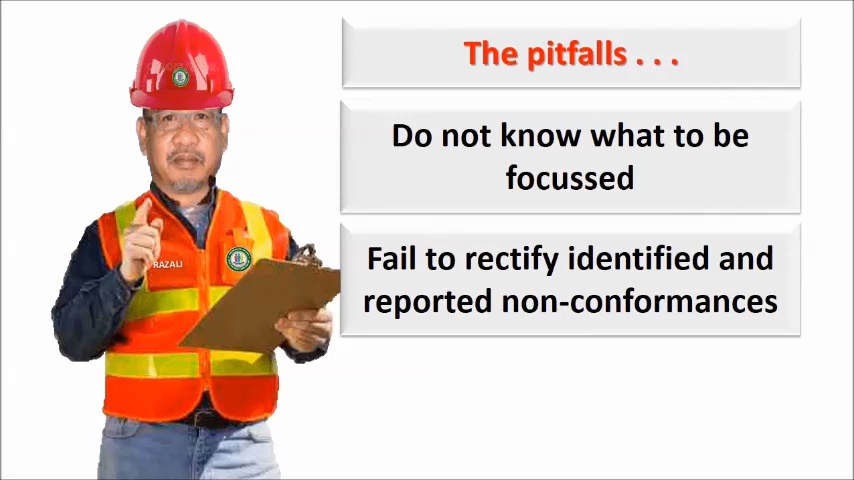 The pitfalls . . .
Do not know what to be
focussed
Fail to rectify identified and
reported non-conformances
RAZALI